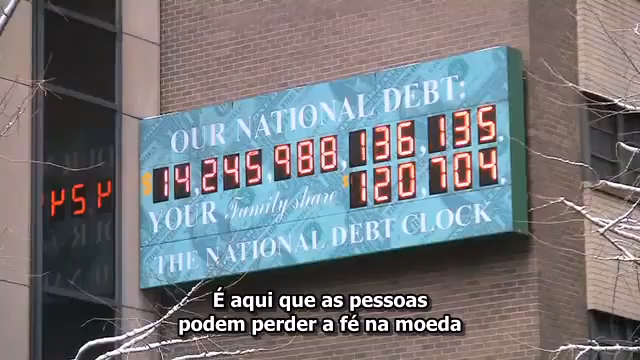 OUR NATIONAL DEBT:
$14,245,988,136,135.
YOUR Family share $120,704.
THE NATIONAL DEBT CLOCK
É aqui que as pessoas
podem perder a fé na moeda